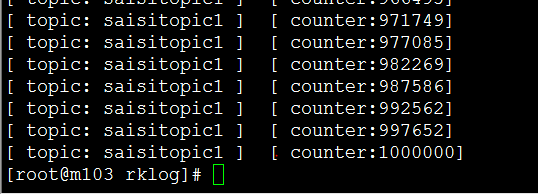 [ topic: saisitopic1 ]  [ counter:971749]
[ topic: saisitopic1 ]  [ counter:977085]
[ topic: saisitopic1 ]  [ counter:982269]
[ topic: saisitopic1 ]  [ counter:987586]
[ topic: saisitopic1 ]  [ counter:992562]
[ topic: saisitopic1 ]  [ counter:997652]
[ topic: saisitopic1 ]  [ counter:1000000]
[root@m103 rklog]#